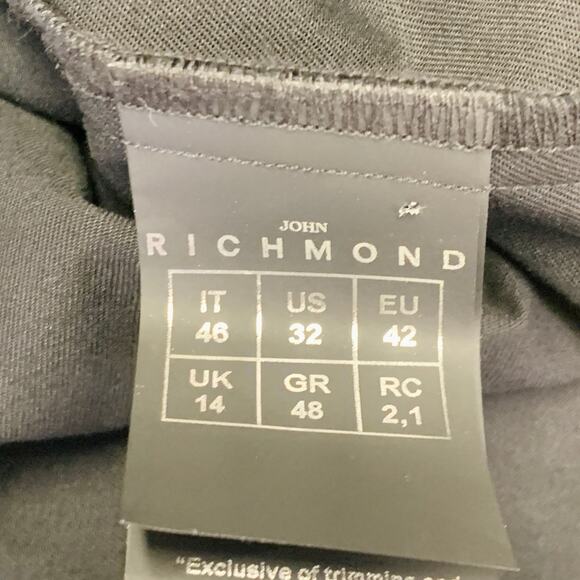 JOHN
RICHMOND
IT US EU
46 32 42
UK GR RC
14 48 2,1
"Exclusive of trimming